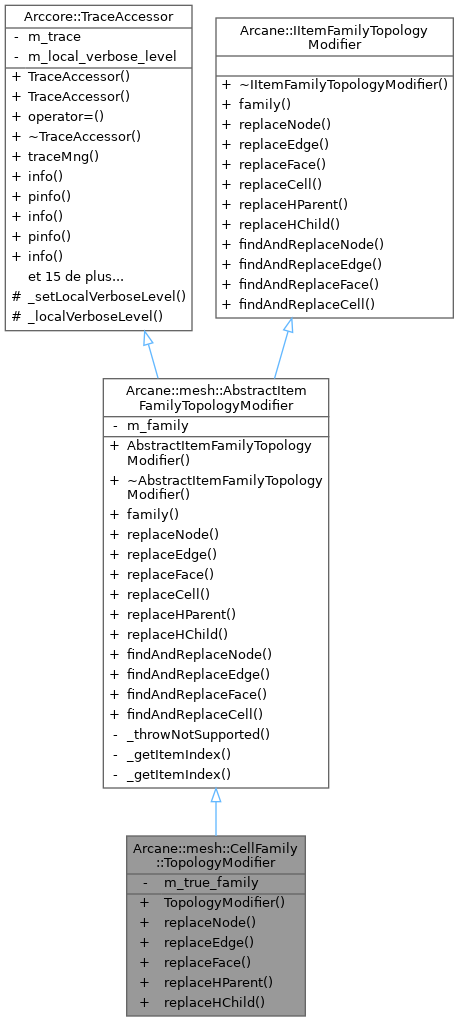 Arccore::TraceAccessor
- m_trace
- m_local_verbose_level
+ TraceAccessor()
+ TraceAccessor()
+ operator=()
+ ~TraceAccessor()
+ traceMng()
+ info()
+ pinfo()
+ info()
+ pinfo()
+ info()
et 15 de plus...
# _setLocalVerboseLevel()
# _localVerboseLevel()
Arcane::IItemFamilyTopology
Modifier
+ ~IItemFamilyTopologyModifier()
+ family()
+ replaceNode()
+ replaceEdge()
+ replaceFace()
+ replaceCell()
+ replaceHParent()
+ replaceHChild()
+ findAndReplaceNode()
+ findAndReplaceEdge()
+ findAndReplaceFace()
+ findAndReplaceCell()
Arcane::mesh::AbstractItem
FamilyTopologyModifier
- m_family
+ AbstractItemFamilyTopology
Modifier()
+ ~AbstractItemFamilyTopology
Modifier()
+ family()
+ replaceNode()
+ replaceEdge()
+ replaceFace()
+ replaceCell()
+ replaceHParent()
+ replaceHChild()
+ findAndReplaceNode()
+ findAndReplaceEdge()
+ findAndReplaceFace()
+ findAndReplaceCell()
- _throwNotSupported()
- _getItemIndex()
- _getItemIndex()
Arcane::mesh::CellFamily
::TopologyModifier
- m_true_family
+ TopologyModifier()
+ replaceNode()
+ replaceEdge()
+ replaceFace()
+ replaceHParent()
+ replaceHChild()